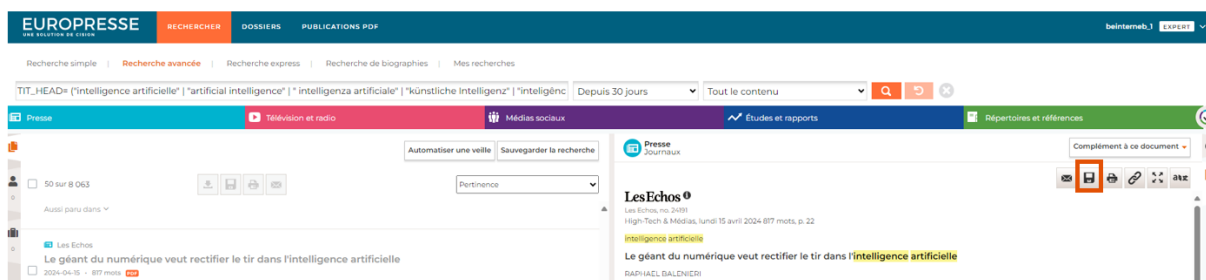 EUROPRESSE
UNE SOLUTION DE CISION
RECHERCHER
DOSSIERS
PUBLICATIONS PDF
beinterneb_1
EXPERT
Recherche simple | Recherche avancée | Recherche express | Recherche de biographies | Mes recherches
TIT_HEAD= ("intelligence artificielle" | "artificial intelligence" | " intelligenza artificiale" | "künstliche Intelligenz" | "inteligênc
Depuis 30 jours
Tout le contenu
Presse
Télévision et radio
Médias sociaux
Études et rapports
Répertoires et références
Automatiser une veille
Sauvegarder la recherche
50 sur 8 063
Pertinence
Aussi paru dans
Les Echos
Le géant du numérique veut rectifier le tir dans l'intelligence artificielle
2024-04-15 - 817 mots PDF
Presse
Journaux
Complément à ce document
Les Echos
Les Echos, no. 24191
High-Tech & Médias, lundi 15 avril 2024 817 mots, p. 22
intelligence artificielle
Le géant du numérique veut rectifier le tir dans l'intelligence artificielle
RAPHAEL BALENIERI